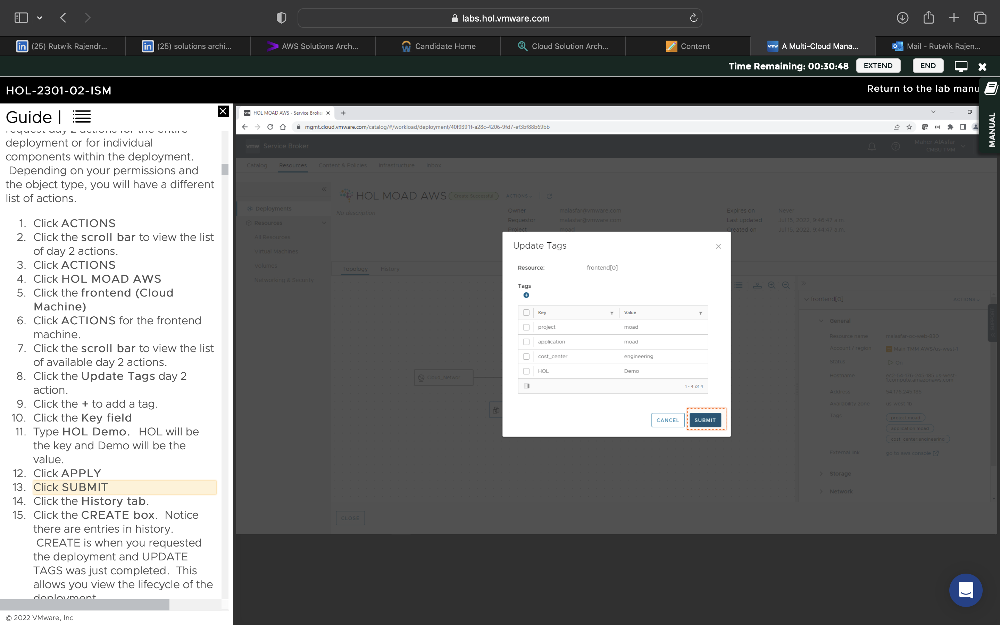 labs.hol.vmware.com
(25) Rutwik Rajendr...
(25) solutions archi...
AWS Solutions Arch...
Candidate Home
Cloud Solution Arch...
Content
vmw A Multi-Cloud Mana...
Mail - Rutwik Rajen...
Time Remaining: 00:30:48
EXTEND
END
HOL-2301-02-ISM
Return to the lab manu
MANUAL
Guide |
request day 2 actions for the entire
deployment or for individual
components within the deployment.
Depending on your permissions and
the object type, you will have a different
list of actions.
1. Click ACTIONS
2. Click the scroll bar to view the list
of day 2 actions.
3. Click ACTIONS
4. Click HOL MOAD AWS
5. Click the frontend (Cloud
Machine)
6. Click ACTIONS for the frontend
machine.
7. Click the scroll bar to view the list
of available day 2 actions.
8. Click the Update Tags day 2
action.
9. Click the + to add a tag.
10. Click the Key field
11. Type HOL Demo. HOL will be
the key and Demo will be the
value.
12. Click APPLY
13. Click SUBMIT
14. Click the History tab.
15. Click the CREATE box. Notice
there are entries in history.
CREATE is when you requested
the deployment and UPDATE
TAGS was just completed. This
allows you view the lifecycle of the
deployment
© 2022 VMware, Inc
vm HOL MOAD AWS - Service Broke
mgmt.cloud.vmware.com/catalog/#/workload/deployment/40f9391f-a28c-4206-9fd7-ef3bf88b69bb
vmw Service Broker
Maher AlAsfar
CMBU TMM
Catalog Resources Content & Policies Infrastructure Inbox
Deployments
Resources
All Resources
Virtual Machines
Volumes
Networking & Security
HOL MOAD AWS Create Successful ACTIONS
No description
Owner malasfar@vmware.com
Requestor malasfar@vmware.com
Project moad
Expires on Never
Last updated Jul 15, 2022, 9:46:47 a.m.
Created on Jul 15, 2022, 9:44:47 a.m.
Topology History
Cloud_Networ...
CLOSE
Update Tags
Resource: frontend[0]
Tags
Key Value
project moad
application moad
cost_center engineering
HOL Demo
1 - 4 of 4
CANCEL
SUBMIT
frontend[0] ACTIONS
General
Resource name malasfar-oc-web-830
Account / region Main TMM AWS/us-west-1
Status On
Hostname ec2-54-176-245-185.us-west-
1.compute.amazonaws.com
Address 54.176.245.185
Availability zone us-west-1b
Tags project:moad
application:moad
cost_center:engineering
External link go to aws console
Storage
Network
SUPPORT